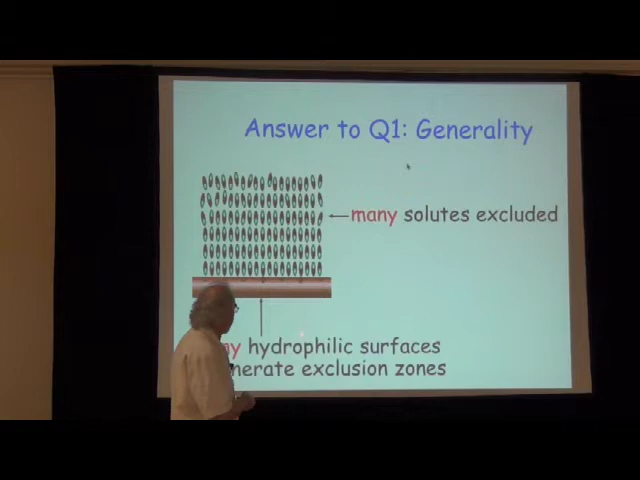 Answer to Q1: Generality
many solutes excluded
hydrophilic surfaces
exclusion zones